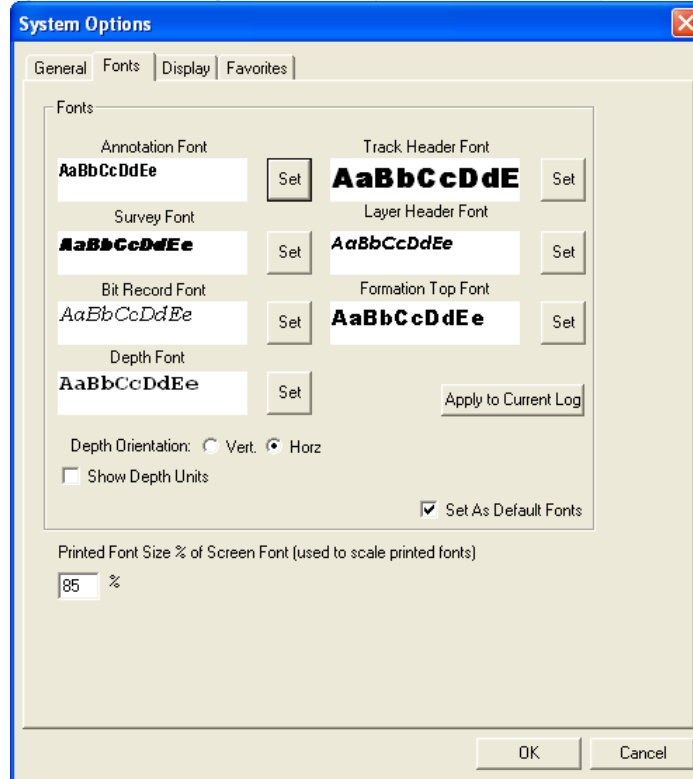 System Options
General Fonts Display Favorites
Fonts
Annotation Font Track Header Font
AaBbCcDdEe Set AaBbCcDdE Set
Survey Font Layer Header Font
AaBbCcDdEe Set AaBbCcDdEe Set
Bit Record Font Formation Top Font
AaBbCcDdEe Set AaBbCcDdEe Set
Depth Font
AaBbCcDdEe Set
Apply to Current Log
Depth Orientation: Vert. Horz
Show Depth Units
Set As Default Fonts
Printed Font Size % of Screen Font (used to scale printed fonts)
85 %
OK Cancel